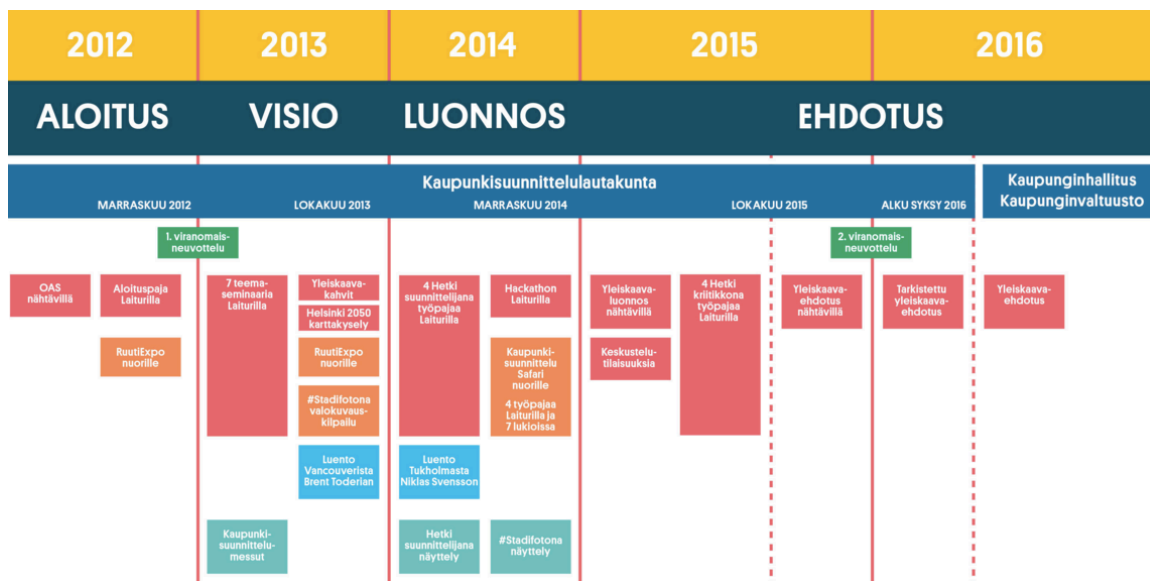 2012
2013
2014
2015
2016
ALOITUS
VISIO
LUONNOS
EHDOTUS
Kaupunkisuunnittelulautakunta
MARRASKUU 2012
LOKAKUU 2013
MARRASKUU 2014
LOKAKUU 2015
ALKU SYKSY 2016
Kaupunginhallitus
Kaupunginvaltuusto
1. viranomais-
neuvottelu
2. viranomais-
neuvottelu
OAS
nähtävillä
Aloituspaja
Laiturilla
7 teema-
seminaaria
Laiturilla
Yleiskaava-
kahvit
Helsinki 2050
karttakysely
4 Hetki
suunnittelijana
työpajaa
Laiturilla
Hackathon
Laiturilla
Yleiskaava-
luonnos
nähtävillä
4 Hetki
kriitikkona
työpajaa
Laiturilla
Yleiskaava-
ehdotus
nähtävillä
Tarkistettu
yleiskaava-
ehdotus
Yleiskaava-
ehdotus
RuutiExpo
nuorille
RuutiExpo
nuorille
Kaupunki-
suunnittelu
Safari
nuorille
4 työpajaa
Laiturilla ja
7 lukioissa
Keskustelu-
tilaisuuksia
#Stadifotona
valokuvaus-
kilpailu
Luento
Vancouverista
Brent Toderian
Luento
Tukholmasta
Niklas Svensson
Kaupunki-
suunnittelu-
messut
Hetki
suunnittelijana
näyttely
#Stadifotona
näyttely